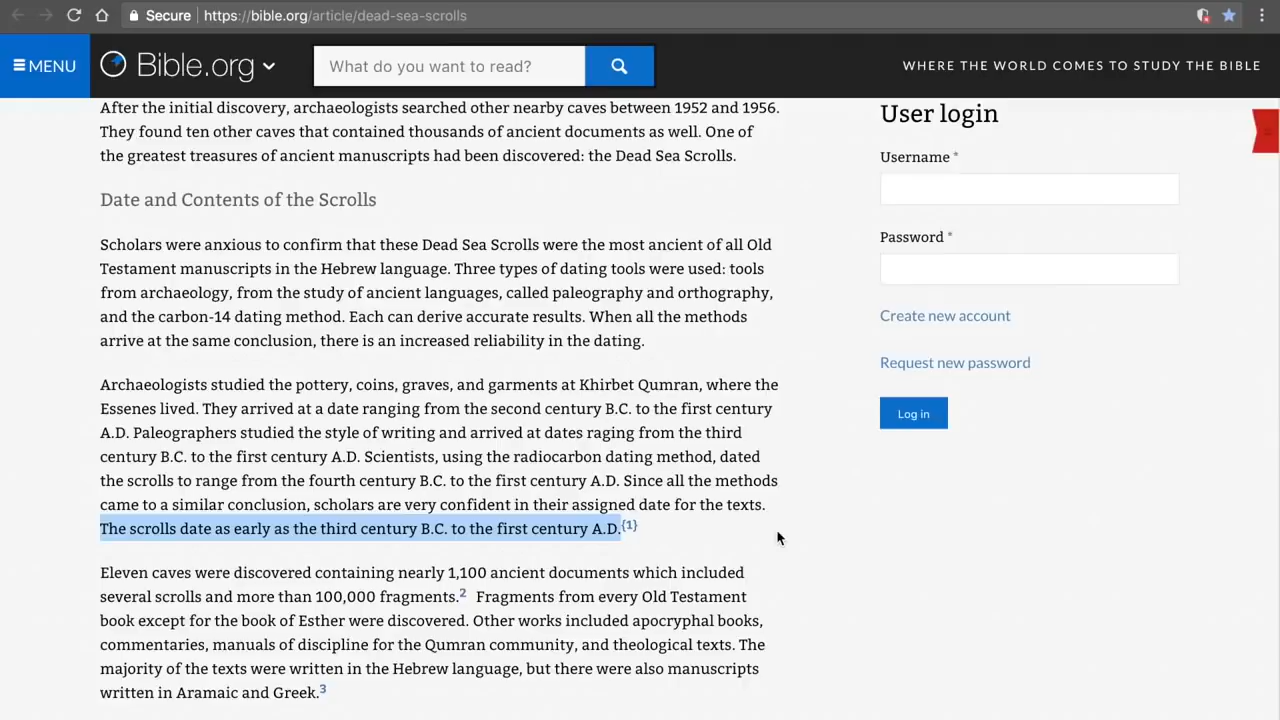 Secure https://bible.org/article/dead-sea-scrolls
MENU Bible.org What do you want to read? WHERE THE WORLD COMES TO STUDY THE BIBLE
After the initial discovery, archaeologists searched other nearby caves between 1952 and 1956.
They found ten other caves that contained thousands of ancient documents as well. One of
the greatest treasures of ancient manuscripts had been discovered: the Dead Sea Scrolls.
Date and Contents of the Scrolls
Scholars were anxious to confirm that these Dead Sea Scrolls were the most ancient of all Old
Testament manuscripts in the Hebrew language. Three types of dating tools were used: tools
from archaeology, from the study of ancient languages, called paleography and orthography,
and the carbon-14 dating method. Each can derive accurate results. When all the methods
arrive at the same conclusion, there is an increased reliability in the dating.
Archaeologists studied the pottery, coins, graves, and garments at Khirbet Qumran, where the
Essenes lived. They arrived at a date ranging from the second century B.C. to the first century
A.D. Paleographers studied the style of writing and arrived at dates raging from the third
century B.C. to the first century A.D. Scientists, using the radiocarbon dating method, dated
the scrolls to range from the fourth century B.C. to the first century A.D. Since all the methods
came to a similar conclusion, scholars are very confident in their assigned date for the texts.
The scrolls date as early as the third century B.C. to the first century A.D.{1}
Eleven caves were discovered containing nearly 1,100 ancient documents which included
several scrolls and more than 100,000 fragments.2 Fragments from every Old Testament
book except for the book of Esther were discovered. Other works included apocryphal books,
commentaries, manuals of discipline for the Qumran community, and theological texts. The
majority of the texts were written in the Hebrew language, but there were also manuscripts
written in Aramaic and Greek.3
User login
Username *
Password *
Create new account
Request new password
Log in